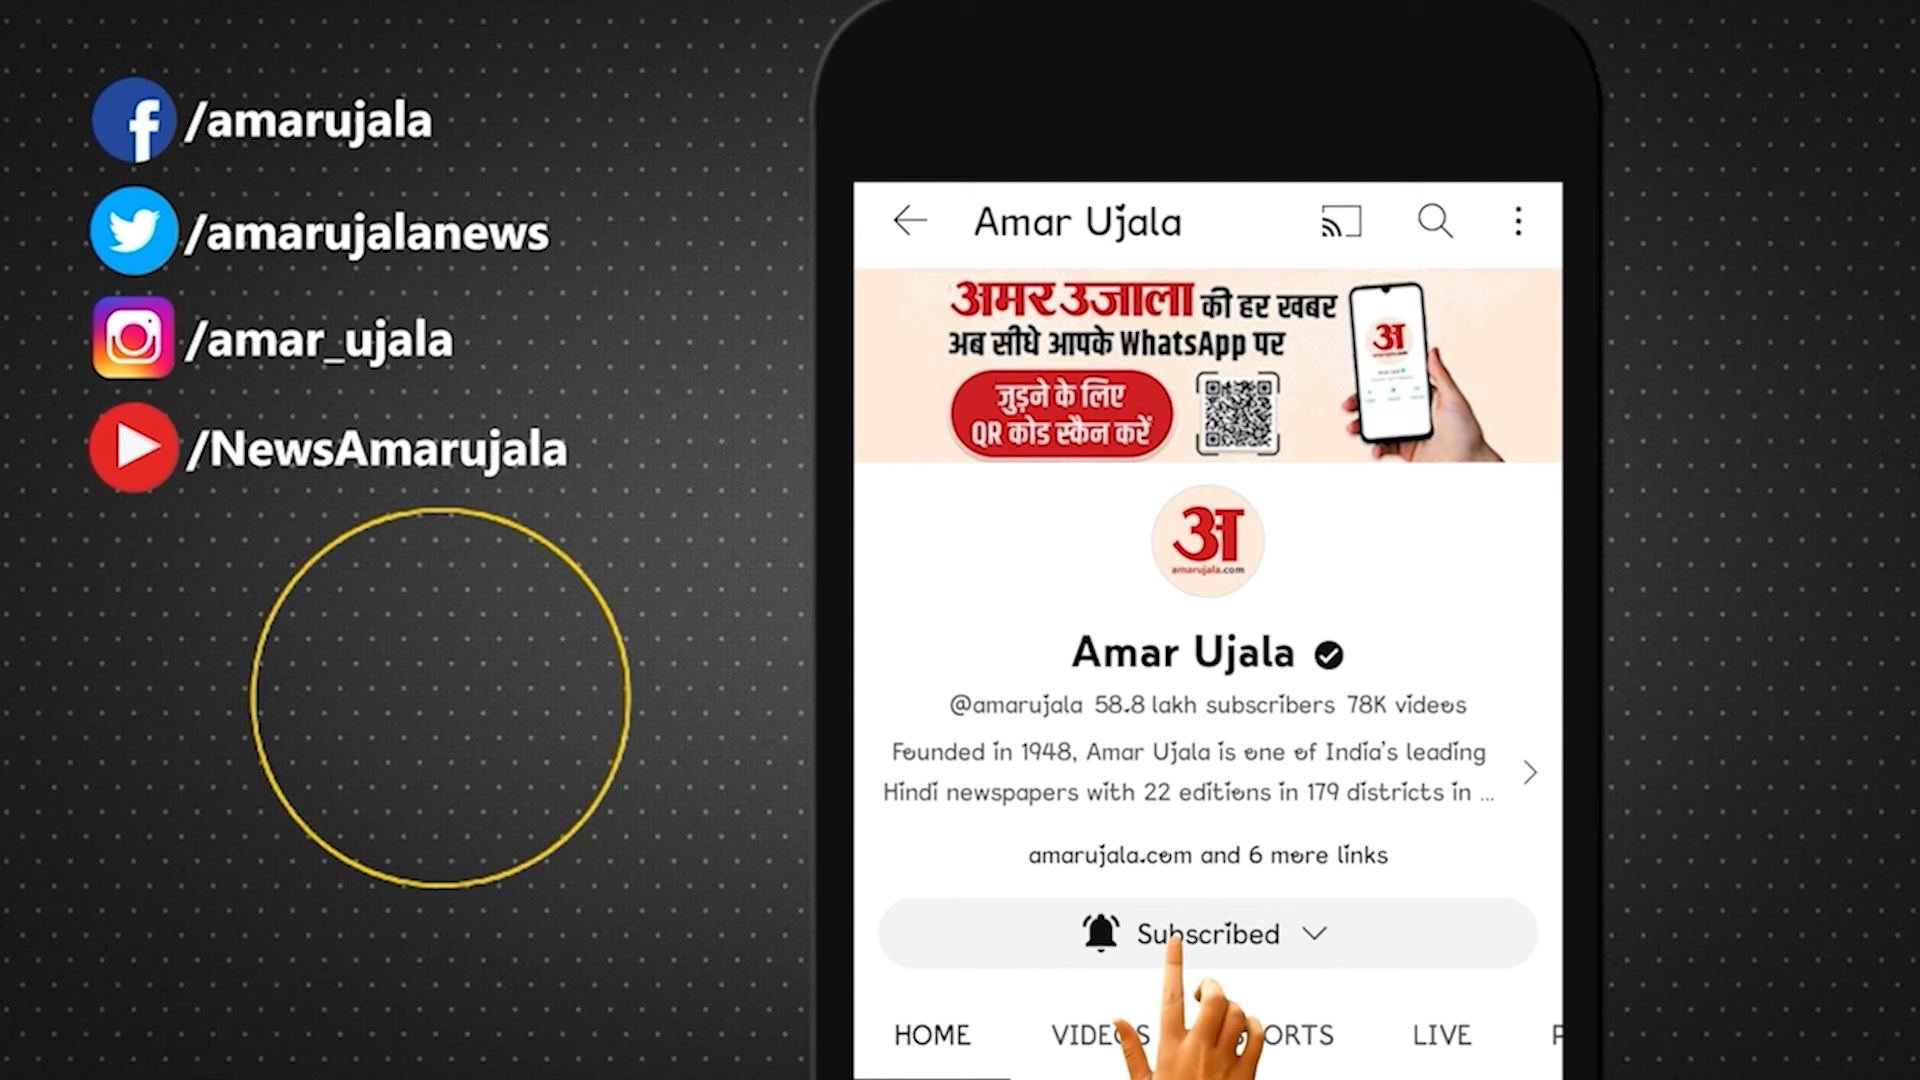 /amarujala
/amarujalanews
/amar_ujala
/NewsAmarujala
Amar Ujala
अमर उजाला की हर खबर
अब सीधे आपके WhatsApp पर
जुड़ने के लिए
QR कोड स्कैन करें
अ
अ
amarujala.com
Amar Ujala
@amarujala 58.8 lakh subscribers 78K videos
Founded in 1948, Amar Ujala is one of India's leading
Hindi newspapers with 22 editions in 179 districts in ...
amarujala.com and 6 more links
Subscribed
HOME VIDEOS SHORTS LIVE P